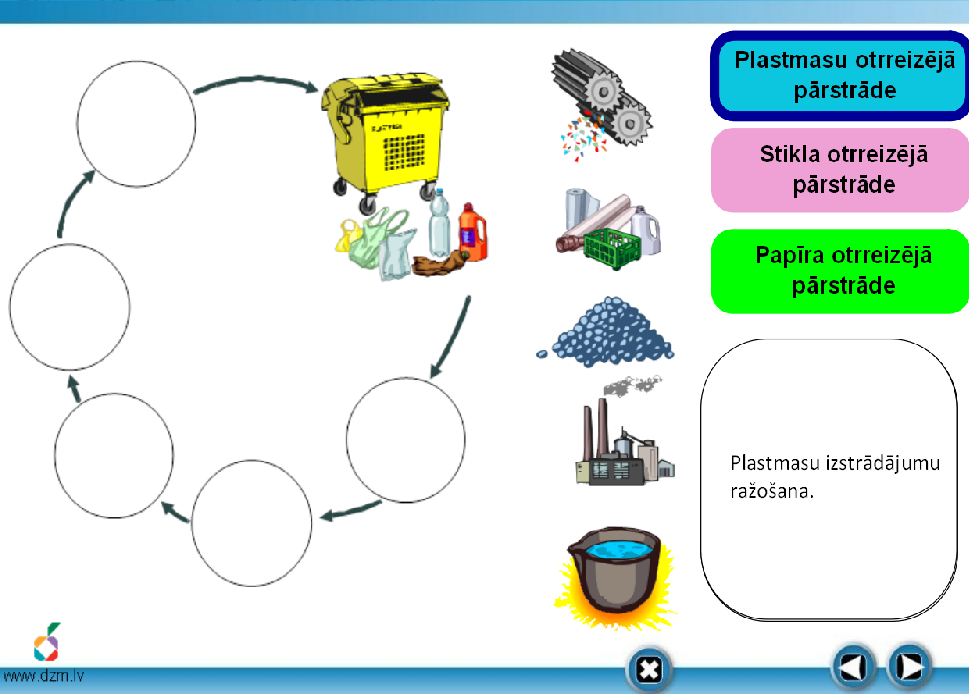 Plastmasu otrreizējā
pārstrāde
Stikla otrreizējā
pārstrāde
Papīra otrreizējā
pārstrāde
Plastmasu izstrādājumu
ražošana.
www.dzm.lv